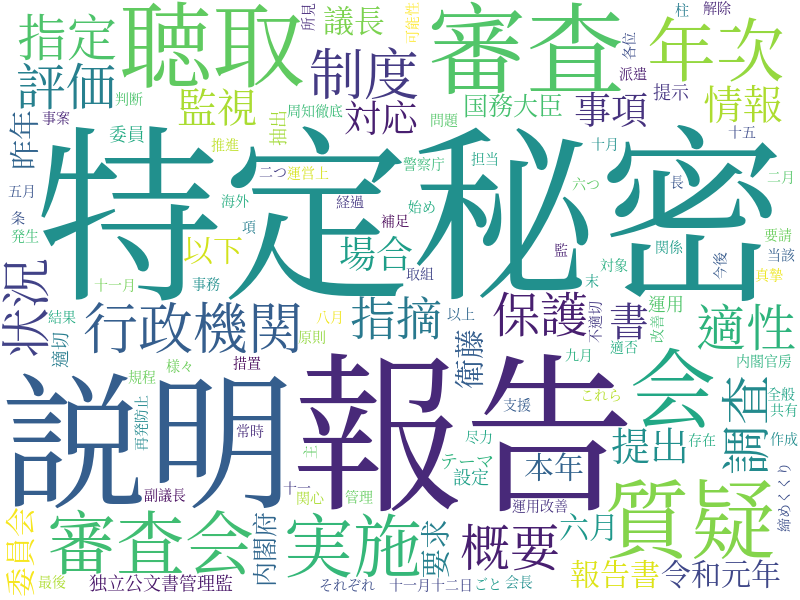 特定秘密
説明
報告
聴取
審査
質疑
年次
審査会
実施
会
行政機関
保護
書
適性
調査
状況
制度
指摘
概要
評価
指定
議長
監視
対応
国務大臣
事項
情報
提示
昨年
以下
場合
提出
本年
六月
衛藤
要求
内閣府
委員会
報告書
令和元年
独立公文書管理監
テーマ
設定
所見
可能性
柱
解除
各位
派遣
判断
事案
委員
周知徹底
抽出
問題
十五
推進
二つ
運営上
警察庁
担当
十月
六つ
長
二月
五月
条
発生
海外
経過
始め
項
補足
監
対象
関係
今後
要請
当該
真摯
十一月
事務
取組
末
適切
結果
八月
原則
以上
不適切
運用
改善
適否
九月
内閣官房
様々
措置
規程
再発防止
常時
主
支援
これら
全般
共有
作成
存在
尽力
副議長
十一
関心
管理
運用改善
締めくくり
最後
それぞれ
十一月十二日
ごと
会長